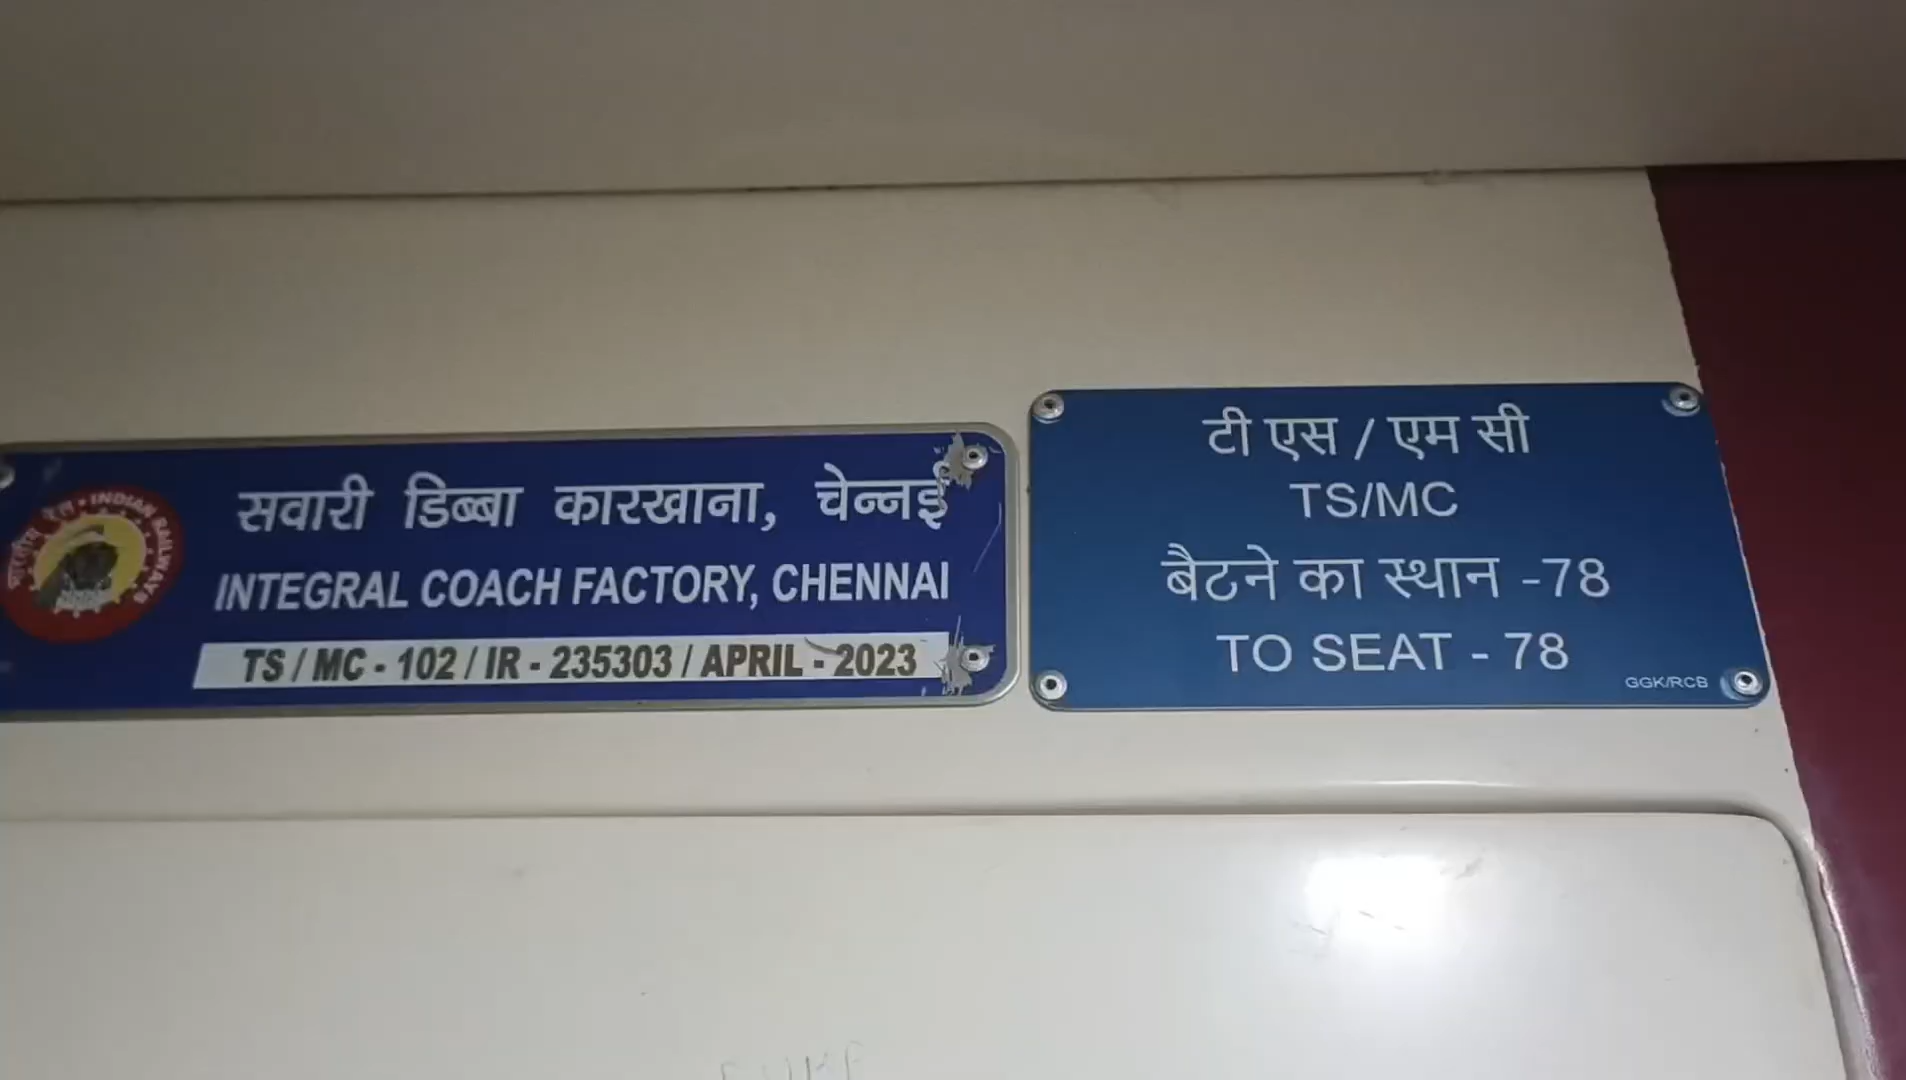 भारतीय रेल • INDIAN RAILWAYS
सवारी डिब्बा कारखाना, चेन्नई
INTEGRAL COACH FACTORY, CHENNAI
TS / MC - 102 / IR - 235303 / APRIL - 2023
टी एस / एम सी
TS/MC
बैटने का स्थान -78
TO SEAT - 78
GGK/RCB